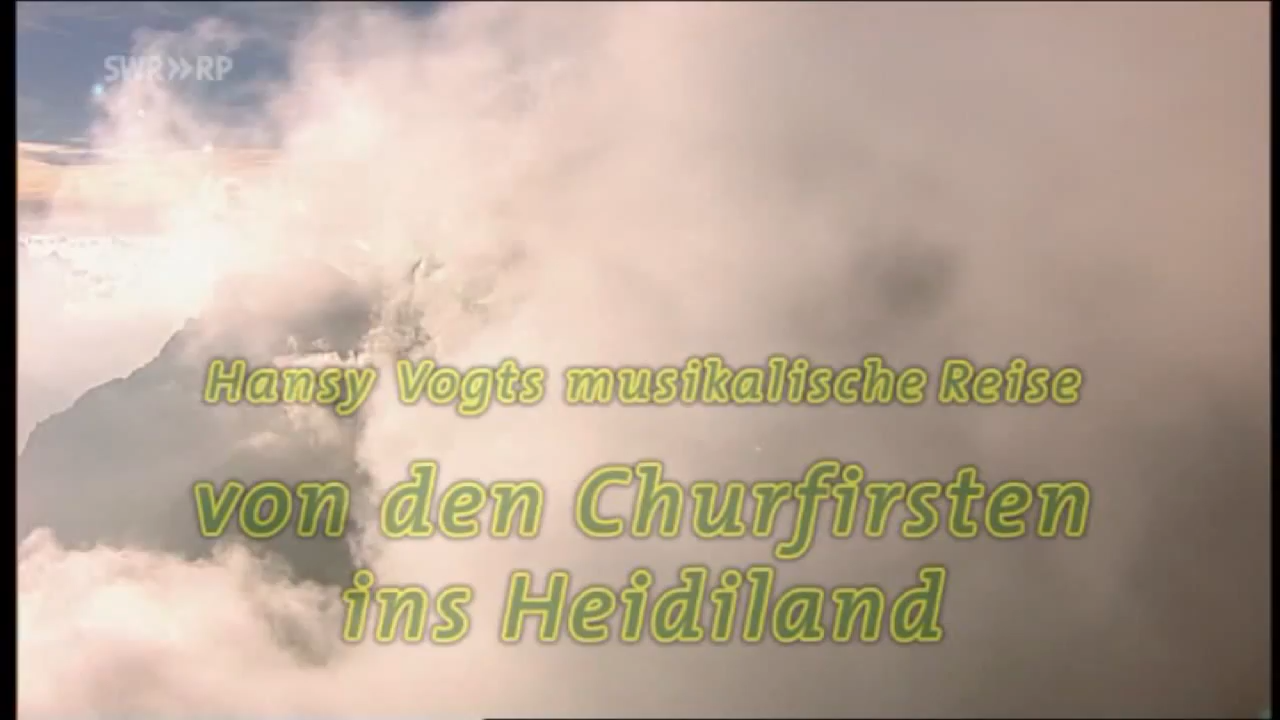 SWR»RP
Hansy Vogts musikalische Reise
von den Churfirsten
ins Heidiland